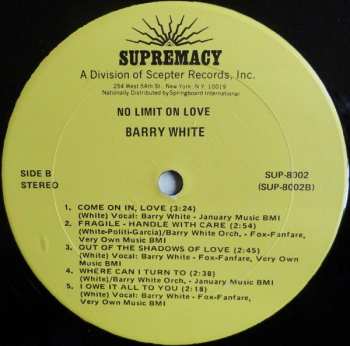 SUPREMACY
A Division of Scepter Records, Inc.
254 West 54th St., New York, N.Y. 10019
Nationally Distributed by Springboard International
NO LIMIT ON LOVE
BARRY WHITE
SIDE B
STEREO
SUP-8002
(SUP-8002B)
1. COME ON IN, LOVE (3:24)
(White) Vocal: Barry White - January Music BMI
2. FRAGILE - HANDLE WITH CARE (2:54)
(White-Politi-Garcia)/Barry White Orch. - Fox-Fanfare,
Very Own Music BMI
3. OUT OF THE SHADOWS OF LOVE (2:45)
(White) Vocal: Barry White - Fox-Fanfare, Very Own
Music BMI
4. WHERE CAN I TURN TO (2:38)
(White)/Barry White Orch. - January Music BMI
5. I OWE IT ALL TO YOU (2:18)
(White) Vocal: Barry White - Fox-Fanfare,
Very Own Music BMI